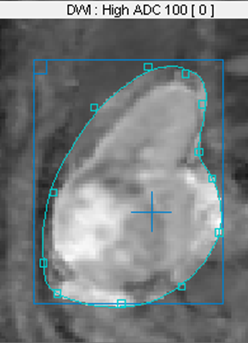 DWI : High ADC 100 [ 0 ]